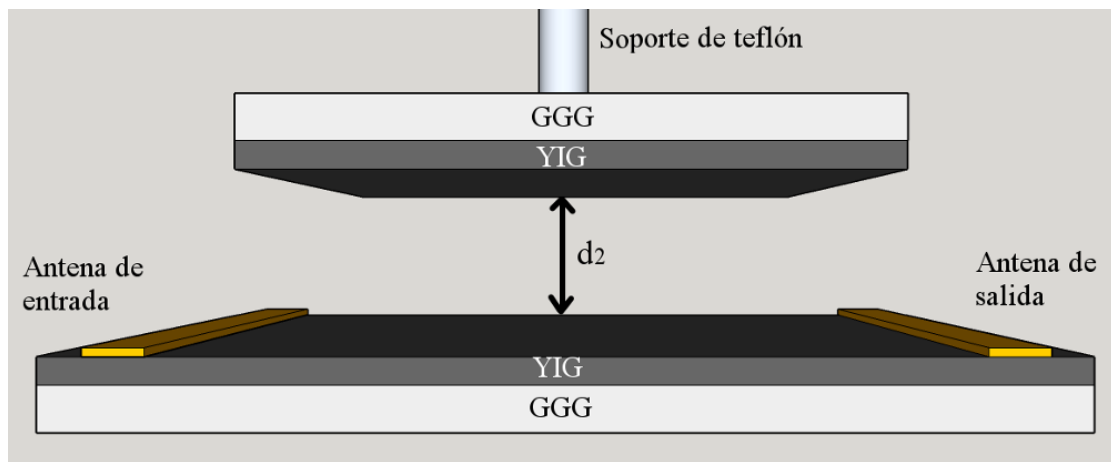 Soporte de teflón
GGG
YIG
d2
Antena de
entrada
Antena de
salida
YIG
GGG